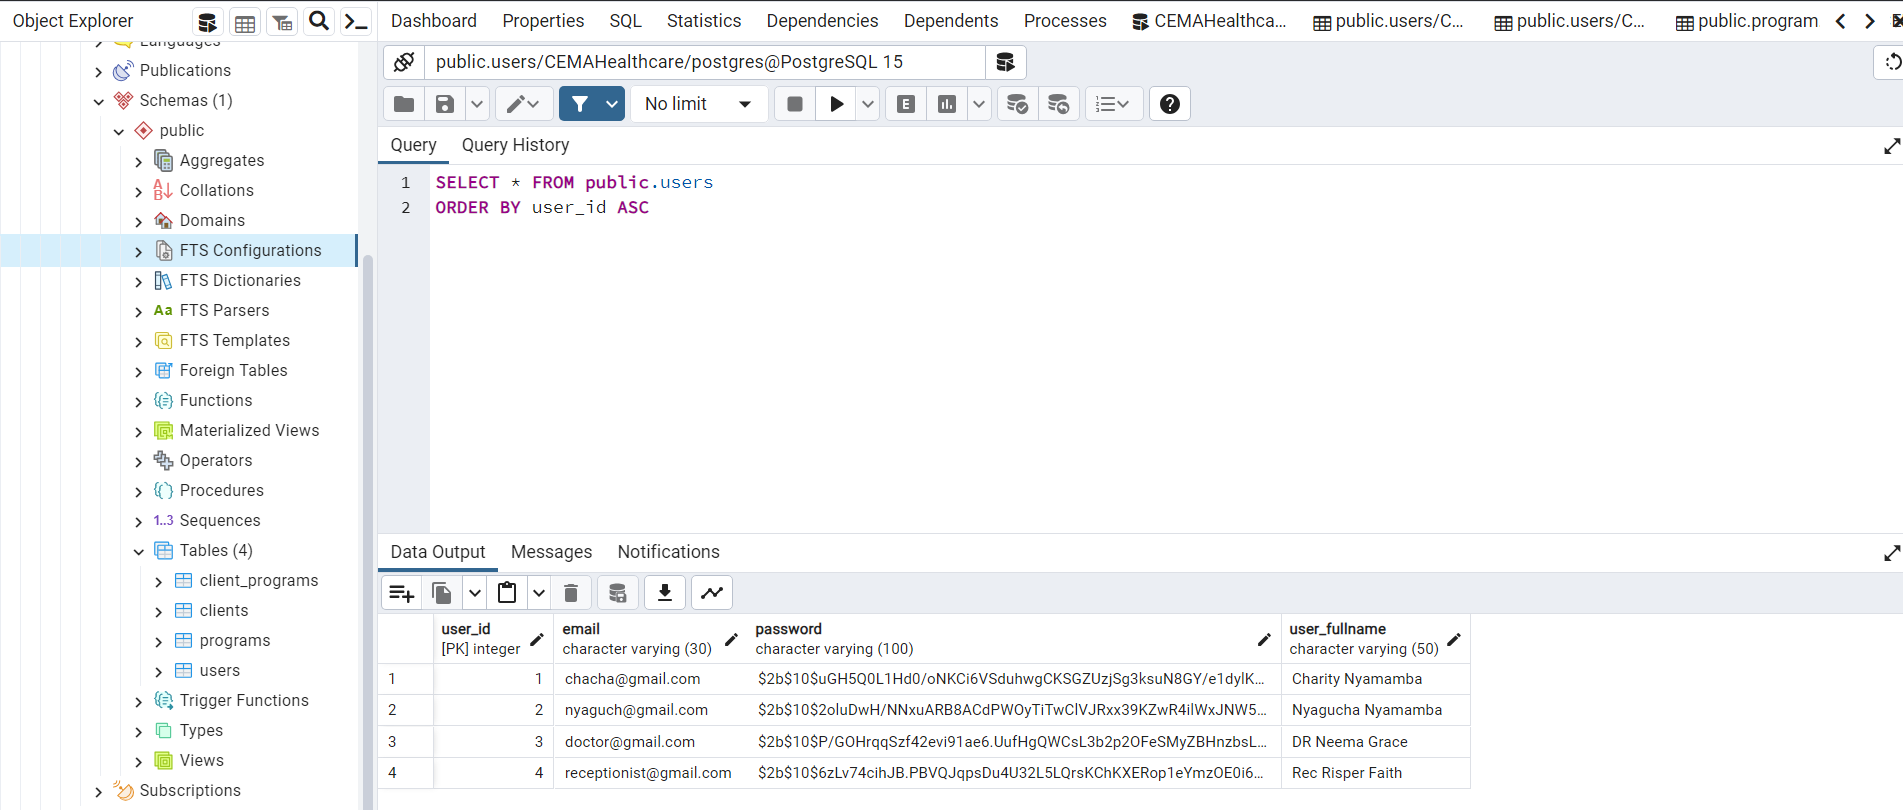 Object Explorer
Languages
Publications
Schemas (1)
public
Aggregates
Collations
Domains
FTS Configurations
FTS Dictionaries
Aa FTS Parsers
FTS Templates
Foreign Tables
Functions
Materialized Views
Operators
Procedures
1..3 Sequences
Tables (4)
client_programs
clients
programs
users
Trigger Functions
Types
Views
Subscriptions
Dashboard Properties SQL Statistics Dependencies Dependents Processes CEMAHealthca... public.users/C... public.users/C... public.program
public.users/CEMAHealthcare/postgres@PostgreSQL 15
No limit E
Query Query History
1 SELECT * FROM public.users
2 ORDER BY user_id ASC
Data Output Messages Notifications
user_id email password user_fullname
[PK] integer character varying (30) character varying (100) character varying (50)
1 1 chacha@gmail.com $2b$10$uGH5Q0L1Hd0/oNKCi6VSduhwgCKSGZUzjSg3ksuN8GY/e1dylK... Charity Nyamamba
2 2 nyaguch@gmail.com $2b$10$2oluDwH/NNxuARB8ACdPWOyTiTwClVJRxx39KZwR4ilWxJNW5... Nyagucha Nyamamba
3 3 doctor@gmail.com $2b$10$P/GOHrqqSzf42evi91ae6.UufHgQWCsL3b2p2OFeSMyZBHnzbsL... DR Neema Grace
4 4 receptionist@gmail.com $2b$10$6zLv74cihJB.PBVQJqpsDu4U32L5LQrsKChKXERop1eYmzOE0i6... Rec Risper Faith